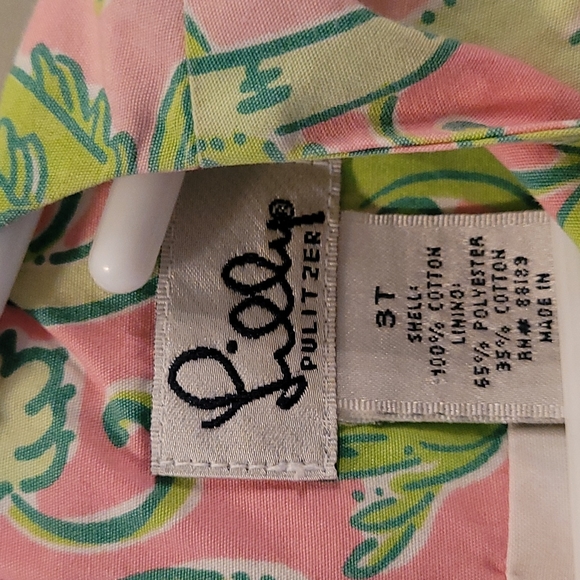 Lilly®
PULITZER
3T
SHELL:
100% COTTON
LINING:
65% POLYESTER
35% COTTON
RN# 88189
MADE IN